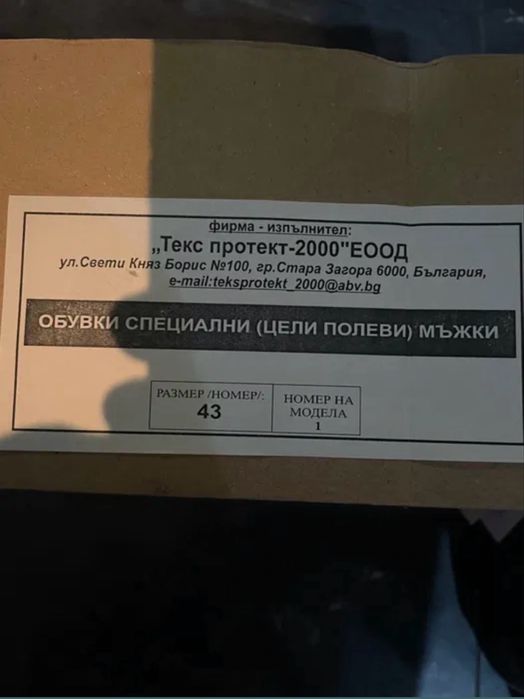 фирма - изпълнител:
„Текс протект-2000"ЕООД
ул.Свети Княз Борис №100, гр.Стара Загора 6000, България,
e-mail:teksprotekt_2000@abv.bg
ОБУВКИ СПЕЦИАЛНИ (ЦЕЛИ ПОЛЕВИ) МЪЖКИ
РАЗМЕР /НОМЕР/:
43
НОМЕР НА
МОДЕЛА
1